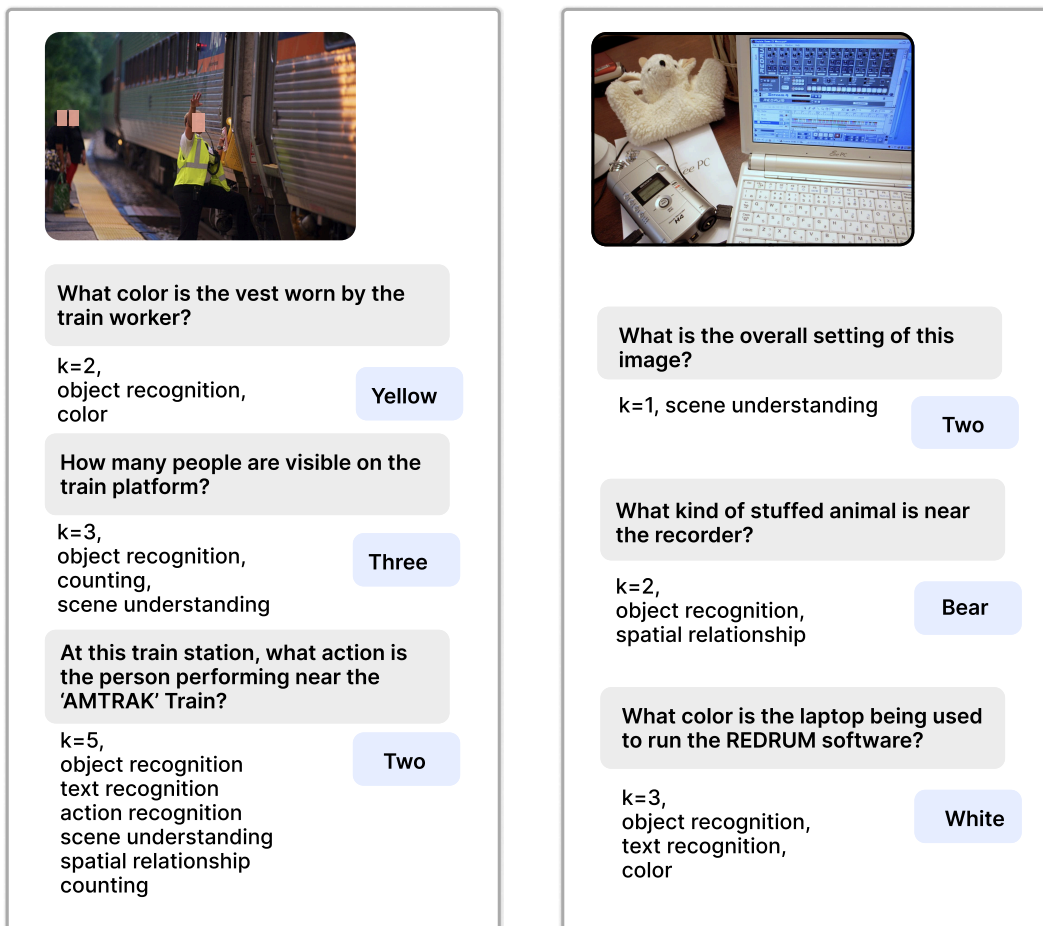 What color is the vest worn by the
train worker?
k=2,
object recognition,
color
Yellow
How many people are visible on the
train platform?
k=3,
object recognition,
counting,
scene understanding
Three
At this train station, what action is
the person performing near the
‘AMTRAK’ Train?
k=5,
object recognition
text recognition
action recognition
scene understanding
spatial relationship
counting
Two
ee PC
What is the overall setting of this
image?
k=1, scene understanding
Two
What kind of stuffed animal is near
the recorder?
k=2,
object recognition,
spatial relationship
Bear
What color is the laptop being used
to run the REDRUM software?
k=3,
object recognition,
text recognition,
color
White